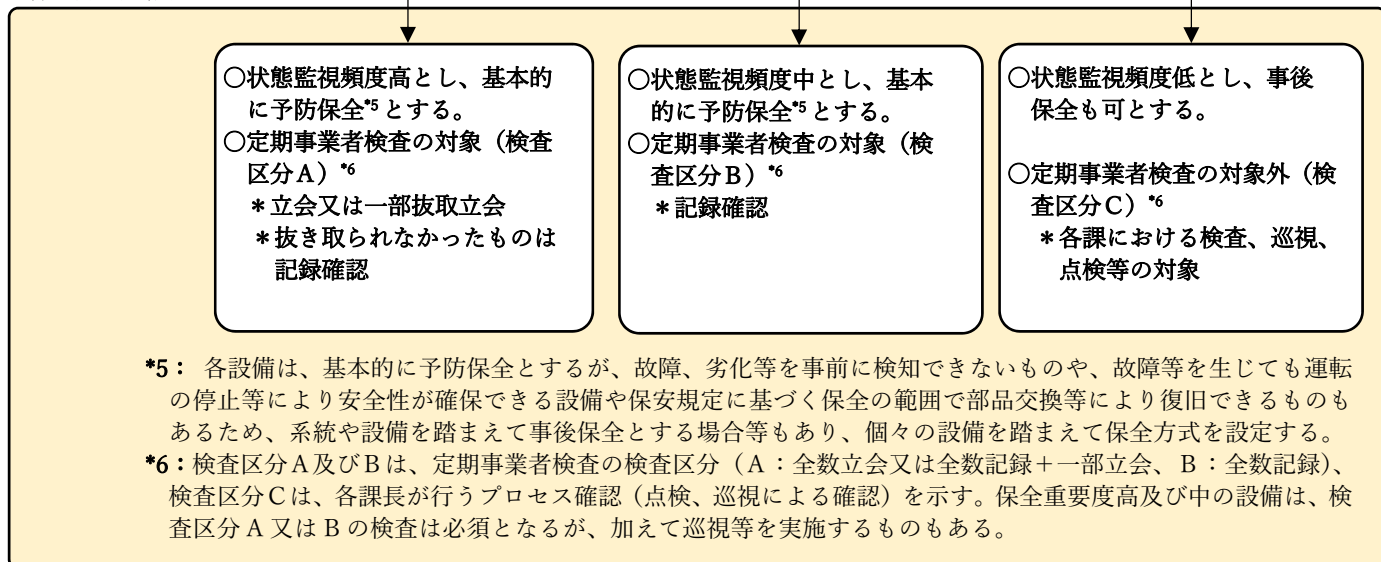 ○状態監視頻度高とし、基本的
に予防保全*5とする。
○定期事業者検査の対象（検査
区分Ａ）*6
＊立会又は一部抜取立会
＊抜き取られなかったものは
記録確認
○状態監視頻度中とし、基本
的に予防保全*5とする。
○定期事業者検査の対象（検
査区分Ｂ）*6
＊記録確認
○状態監視頻度低とし、事後
保全も可とする。
○定期事業者検査の対象外（検
査区分Ｃ）*6
＊各課における検査、巡視、
点検等の対象
*5： 各設備は、基本的に予防保全とするが、故障、劣化等を事前に検知できないものや、故障等を生じても運転
の停止等により安全性が確保できる設備や保安規定に基づく保全の範囲で部品交換等により復旧できるものも
あるため、系統や設備を踏まえて事後保全とする場合等もあり、個々の設備を踏まえて保全方式を設定する。
*6：検査区分Ａ及びＢは、定期事業者検査の検査区分（Ａ：全数立会又は全数記録＋一部立会、Ｂ：全数記録）、
検査区分Ｃは、各課長が行うプロセス確認（点検、巡視による確認）を示す。保全重要度高及び中の設備は、検
査区分 A 又は B の検査は必須となるが、加えて巡視等を実施するものもある。